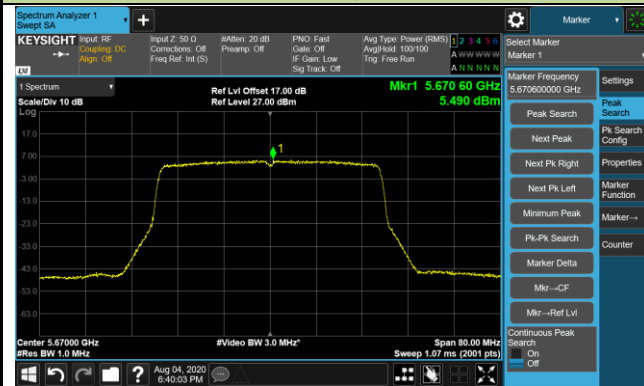 Spectrum Analyzer 1
Swept SA
+
Marker
KEYSIGHT
Input: RF
Coupling: DC
Align: Off
Input Z: 50 Ω
Corrections: Off
Freq Ref: Int (S)
#Atten: 20 dB
Preamp: Off
PNO: Fast
Gate: Off
IF Gain: Low
Sig Track: Off
Avg Type: Power (RMS)
Avg|Hold: 100/100
Trig: Free Run
1 2 3 4 5 6
A W W W W W
A N N N N N
LXI
Select Marker
Marker 1
1 Spectrum
Scale/Div 10 dB
Log
Ref Lvl Offset 17.00 dB
Ref Level 27.00 dBm
Mkr1 5.670 60 GHz
5.490 dBm
17.0
7.00
-3.00
-13.0
-23.0
-33.0
-43.0
-53.0
-63.0
1
Center 5.67000 GHz
#Res BW 1.0 MHz
#Video BW 3.0 MHz*
Span 80.00 MHz
Sweep 1.07 ms (2001 pts)
Marker Frequency
5.670600000 GHz
Peak Search
Next Peak
Next Pk Right
Next Pk Left
Minimum Peak
Pk-Pk Search
Marker Delta
Mkr→CF
Mkr→Ref Lvl
Continuous Peak
Search
On
Off
Settings
Peak
Search
Pk Search
Config
Properties
Marker
Function
Marker→
Counter
?
Aug 04, 2020
6:40:03 PM